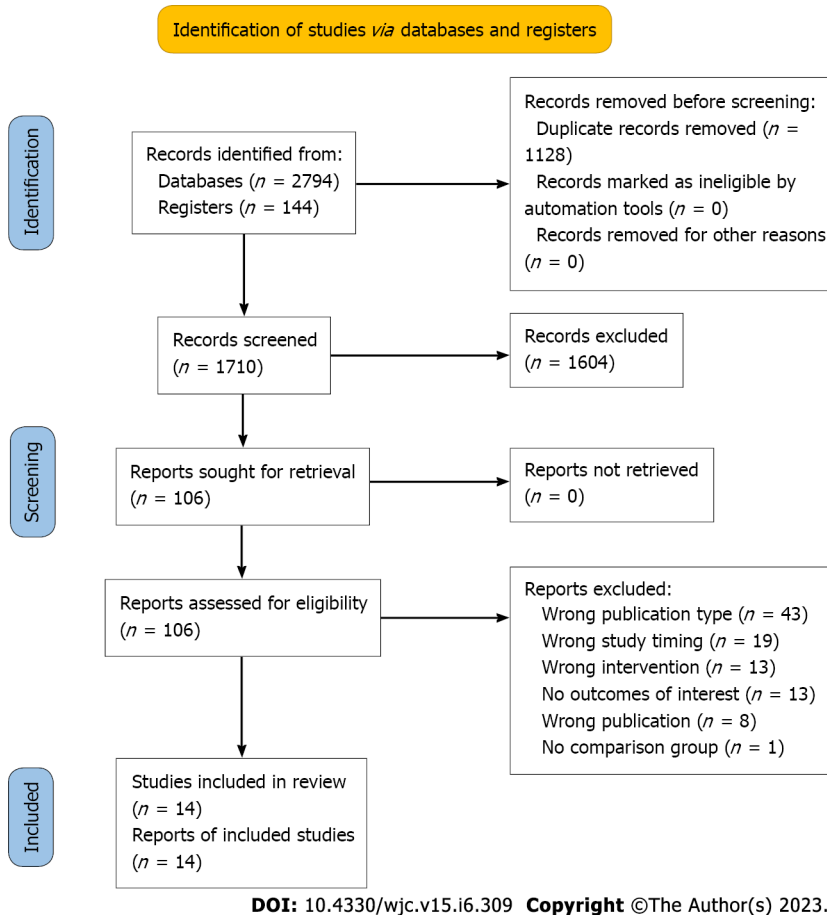 Identification of studies via databases and registers
Identification
Records identified from:
Databases (n = 2794)
Registers (n = 144)
Records removed before screening:
Duplicate records removed (n =
1128)
Records marked as ineligible by
automation tools (n = 0)
Records removed for other reasons
(n = 0)
Records screened
(n = 1710)
Records excluded
(n = 1604)
Screening
Reports sought for retrieval
(n = 106)
Reports not retrieved
(n = 0)
Reports assessed for eligibility
(n = 106)
Reports excluded:
Wrong publication type (n = 43)
Wrong study timing (n = 19)
Wrong intervention (n = 13)
No outcomes of interest (n = 13)
Wrong publication (n = 8)
No comparison group (n = 1)
Included
Studies included in review
(n = 14)
Reports of included studies
(n = 14)
DOI: 10.4330/wjc.v15.i6.309 Copyright ©The Author(s) 2023.